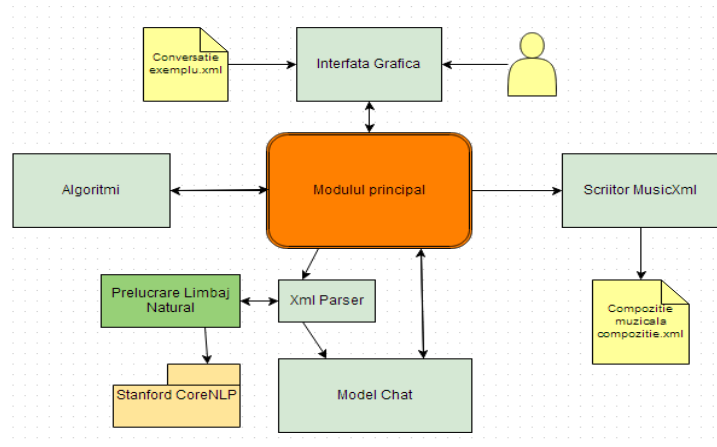 Conversatie
exemplu.xml
Interfata Grafica
Algoritmi
Modulul principal
Scriitor MusicXml
Prelucrare Limbaj
Natural
Xml Parser
Compozitie
muzicala
compozitie.xml
Stanford CoreNLP
Model Chat